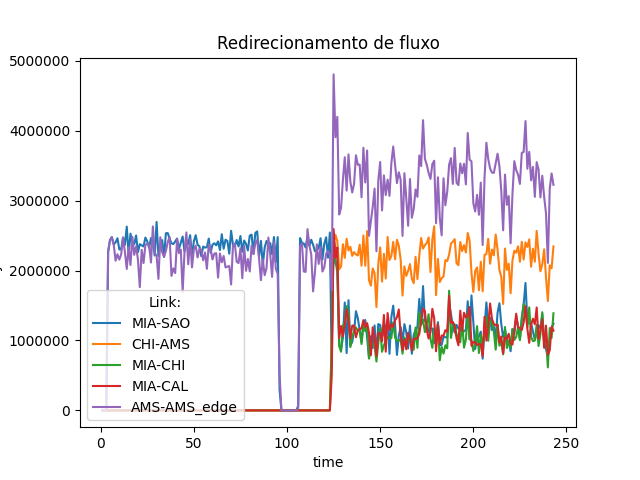 Redirecionamento de fluxo
5000000
4000000
3000000
2000000
1000000
0
Link:
MIA-SAO
CHI-AMS
MIA-CHI
MIA-CAL
AMS-AMS_edge
0 50 100 150 200 250
time